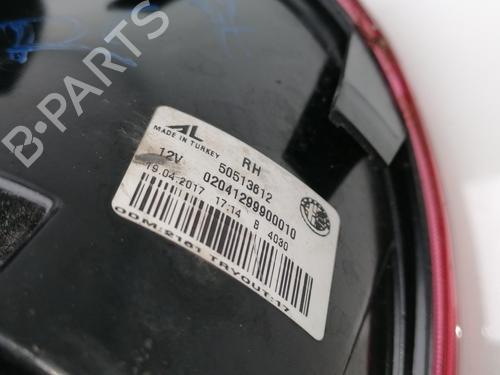 B-PARTS
AL
MADE IN TURKEY
RH
12V
50513612
02041299900010
19.04.2017 17:14 B 4030
ODM:2161 TRYOUT:17